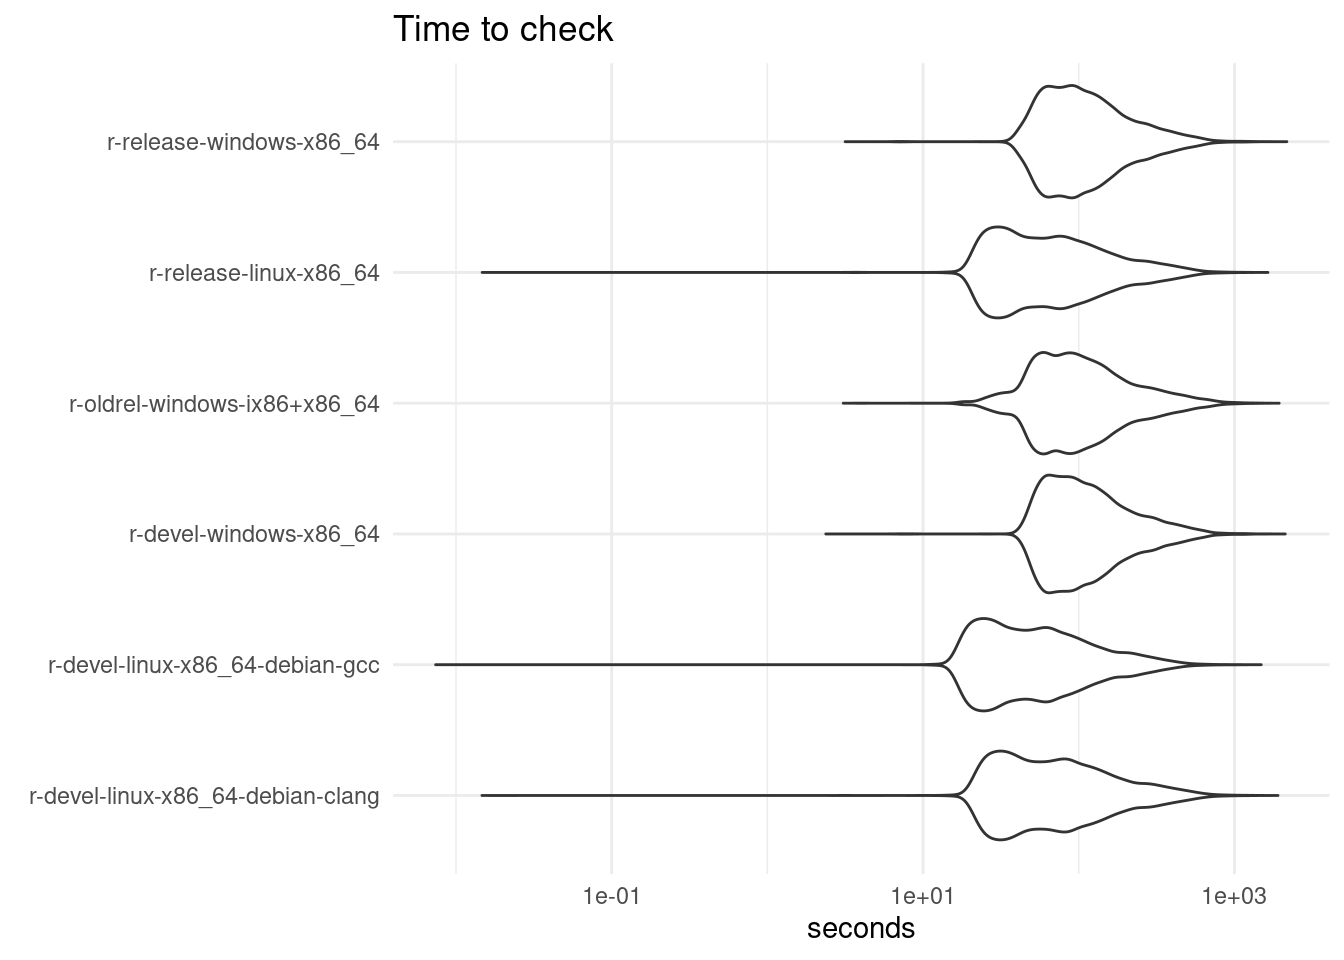 Time to check
r-release-windows-x86_64
r-release-linux-x86_64
r-oldrel-windows-ix86+x86_64
r-devel-windows-x86_64
r-devel-linux-x86_64-debian-gcc
r-devel-linux-x86_64-debian-clang
1e-01 1e+01 1e+03
seconds